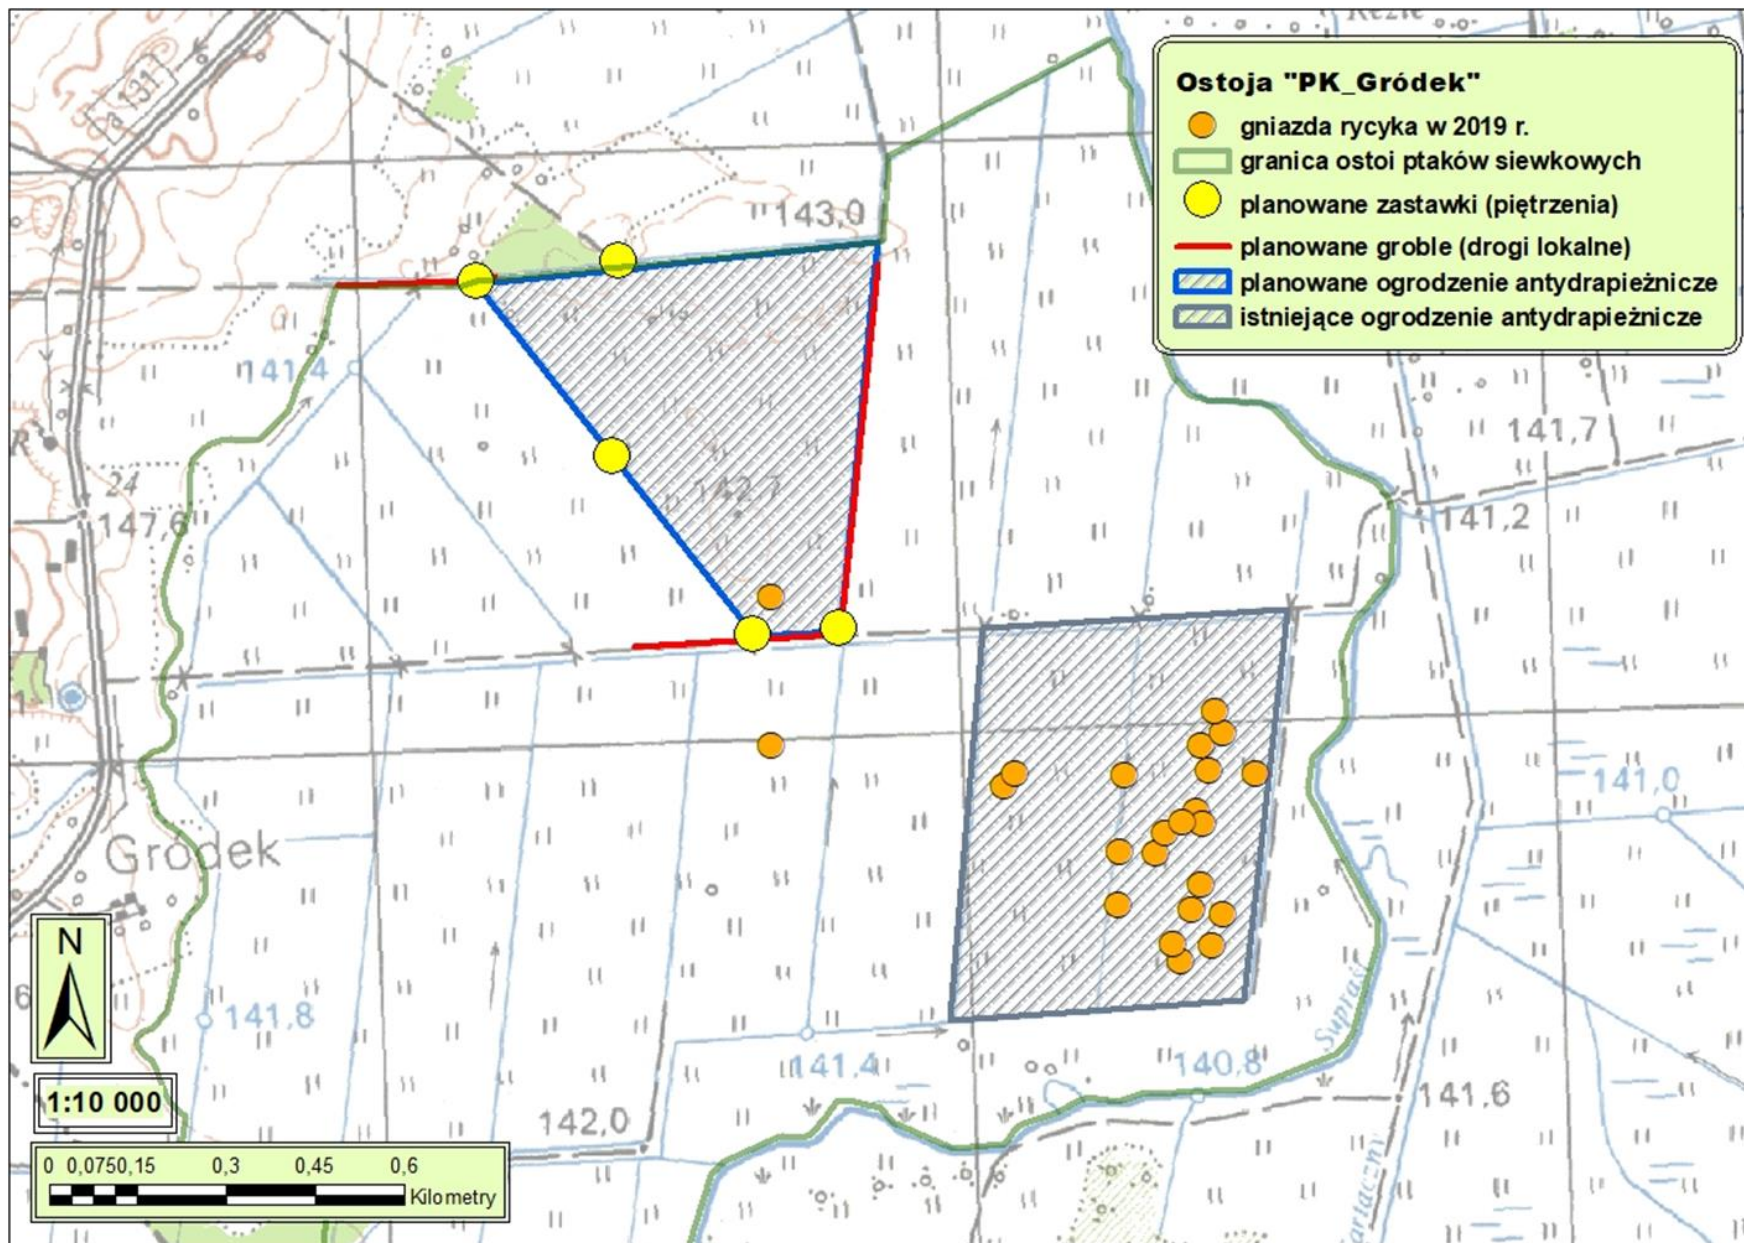 Rezie
131
Ostoja "PK_Gródek"
gniazda rycyka w 2019 r.
granica ostoi ptaków siewkowych
planowane zastawki (piętrzenia)
planowane groble (drogi lokalne)
planowane ogrodzenie antydrapieżnicze
istniejące ogrodzenie antydrapieżnicze
143,0
141,4
141,7
24
142,7
147,6
141,2
141,0
Gródek
N
141,8
Supraśl
141,4
140,8
1:10 000
142,0
141,6
0 0,0750,15 0,3 0,45 0,6
Kilometry